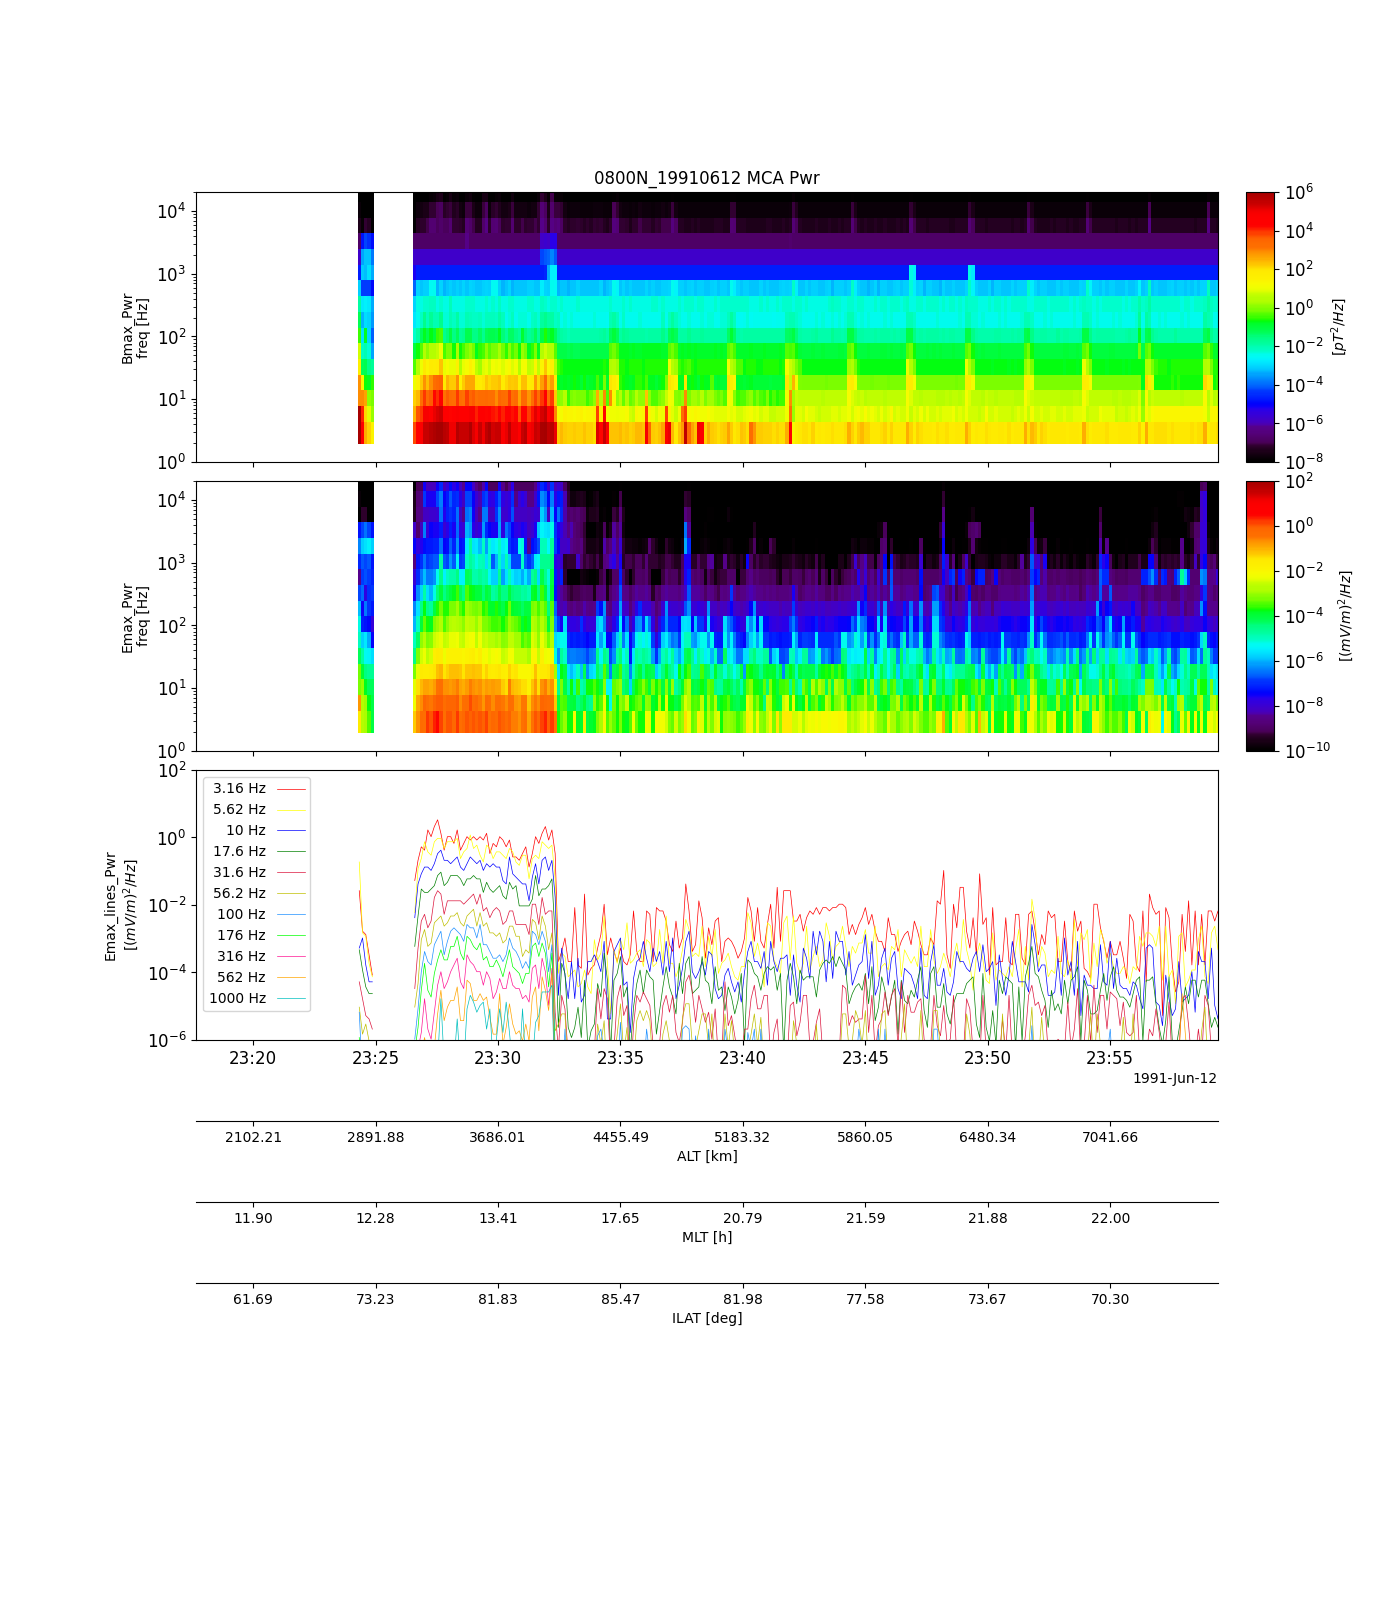 0800N_19910612 MCA Pwr
10^4
10^3
10^2
10^1
10^0
Bmax_Pwr
freq [Hz]
10^6
10^4
10^2
10^0
10^-2
10^-4
10^-6
10^-8
[pT^2/Hz]
10^4
10^3
10^2
10^1
10^0
Emax_Pwr
freq [Hz]
10^2
10^0
10^-2
10^-4
10^-6
10^-8
10^-10
[(mV/m)^2/Hz]
10^2
10^0
10^-2
10^-4
10^-6
Emax_lines_Pwr
[(mV/m)^2/Hz]
3.16 Hz
5.62 Hz
10 Hz
17.6 Hz
31.6 Hz
56.2 Hz
100 Hz
176 Hz
316 Hz
562 Hz
1000 Hz
23:20 23:25 23:30 23:35 23:40 23:45 23:50 23:55
1991-Jun-12
2102.21 2891.88 3686.01 4455.49 5183.32 5860.05 6480.34 7041.66
ALT [km]
11.90 12.28 13.41 17.65 20.79 21.59 21.88 22.00
MLT [h]
61.69 73.23 81.83 85.47 81.98 77.58 73.67 70.30
ILAT [deg]